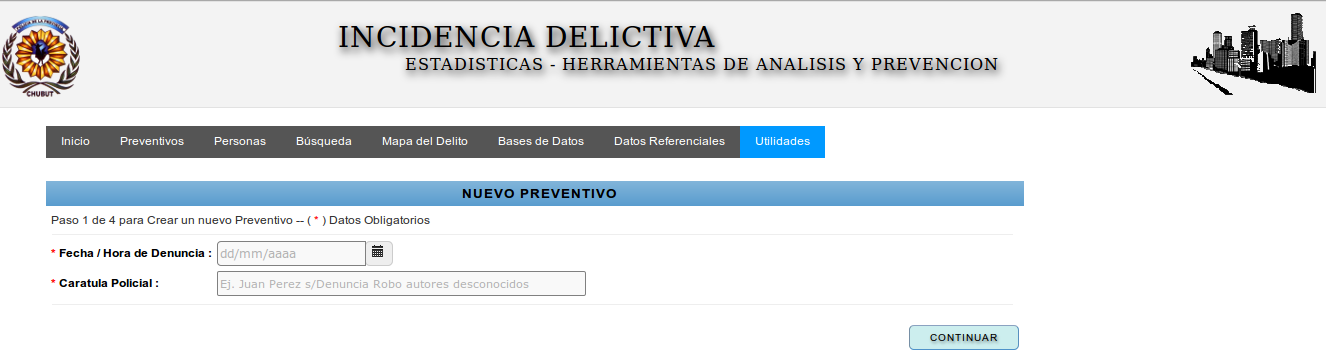 POLICIA DE LA PROVINCIA
CHUBUT
INCIDENCIA DELICTIVA
ESTADISTICAS - HERRAMIENTAS DE ANALISIS Y PREVENCION
Inicio Preventivos Personas Búsqueda Mapa del Delito Bases de Datos Datos Referenciales Utilidades
NUEVO PREVENTIVO
Paso 1 de 4 para Crear un nuevo Preventivo -- ( * ) Datos Obligatorios
* Fecha / Hora de Denuncia : dd/mm/aaaa
* Caratula Policial : Ej. Juan Perez s/Denuncia Robo autores desconocidos
CONTINUAR